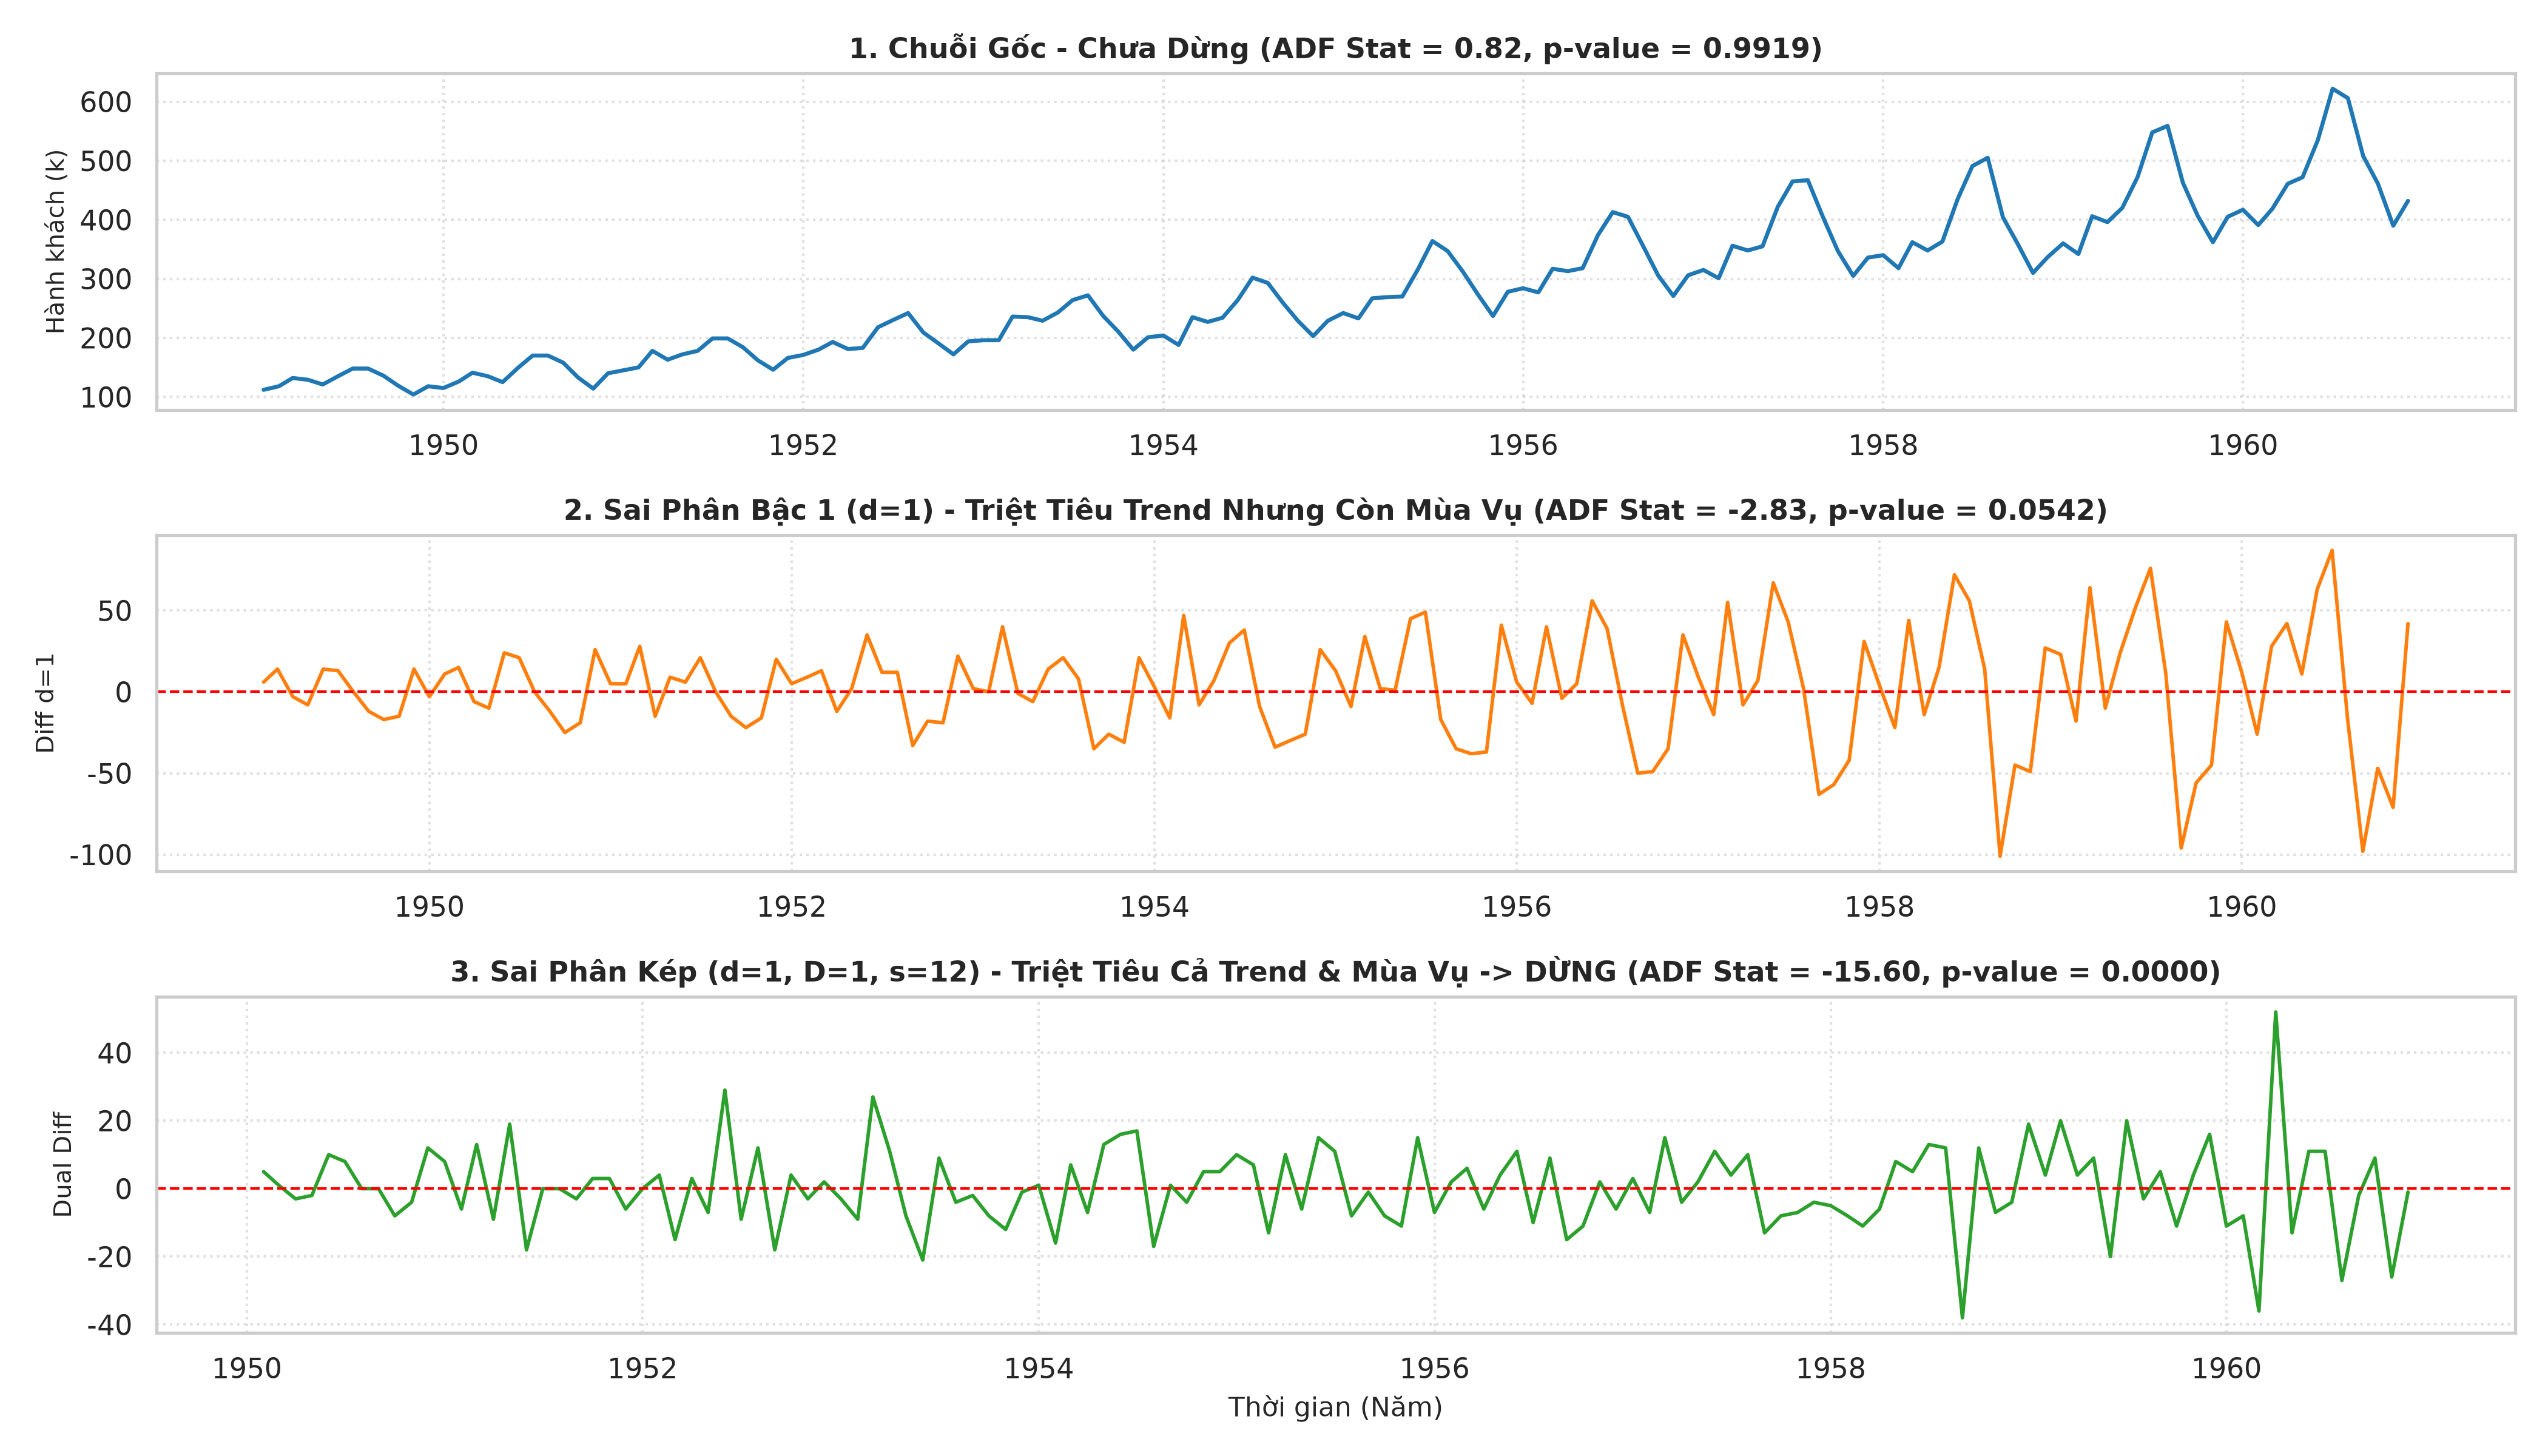 1. Chuỗi Gốc - Chưa Dừng (ADF Stat = 0.82, p-value = 0.9919)
Hành khách (k)
600
500
400
300
200
100
1950 1952 1954 1956 1958 1960
2. Sai Phân Bậc 1 (d=1) - Triệt Tiêu Trend Nhưng Còn Mùa Vụ (ADF Stat = -2.83, p-value = 0.0542)
Diff d=1
50
0
-50
-100
1950 1952 1954 1956 1958 1960
3. Sai Phân Kép (d=1, D=1, s=12) - Triệt Tiêu Cả Trend & Mùa Vụ -> DỪNG (ADF Stat = -15.60, p-value = 0.0000)
Dual Diff
40
20
0
-20
-40
1950 1952 1954 1956 1958 1960
Thời gian (Năm)